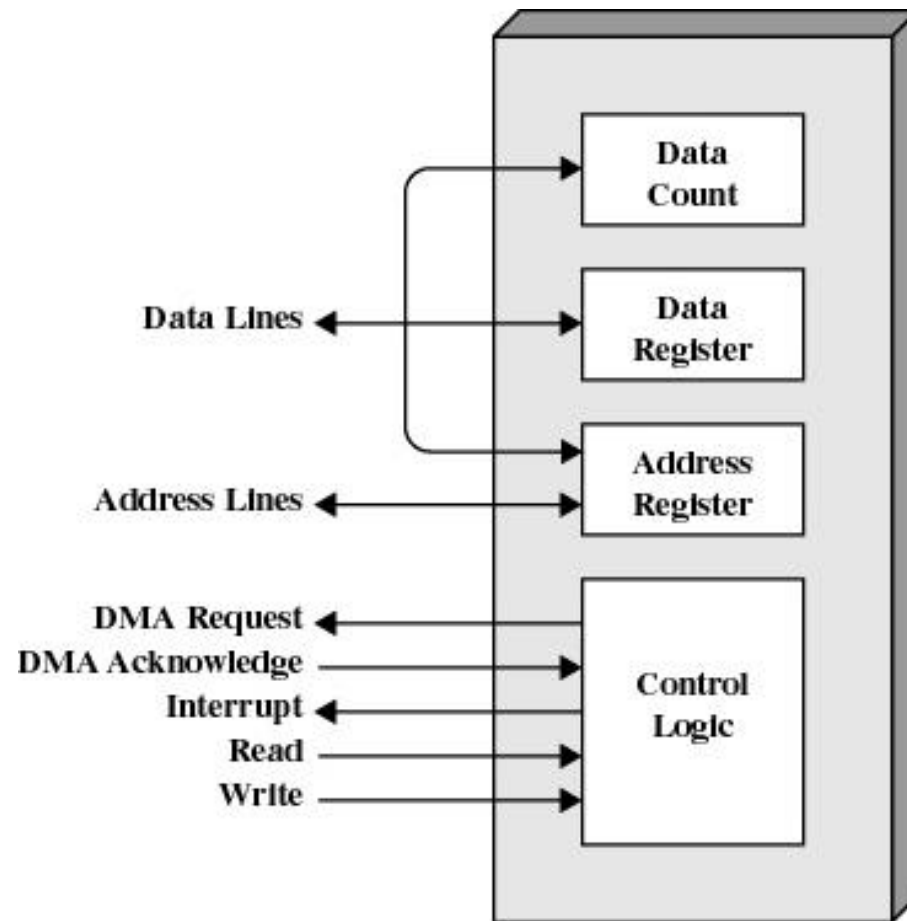 Data
Count
Data Lines
Data
Register
Address
Register
Address Lines
DMA Request
DMA Acknowledge
Interrupt
Read
Write
Control
Logic